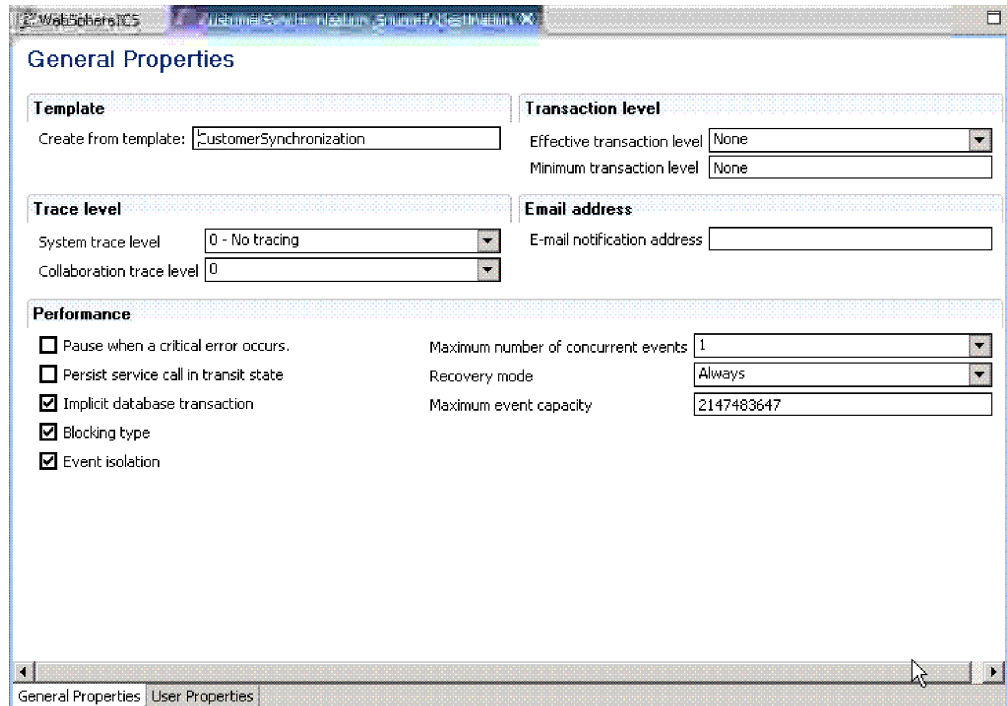 WebSphereICS
General Properties
Template
Create from template: CustomerSynchronization
Transaction level
Effective transaction level None
Minimum transaction level None
Trace level
System trace level 0 - No tracing
Collaboration trace level 0
Email address
E-mail notification address
Performance
Pause when a critical error occurs.
Persist service call in transit state
Implicit database transaction
Blocking type
Event isolation
Maximum number of concurrent events 1
Recovery mode Always
Maximum event capacity 2147483647
General Properties User Properties